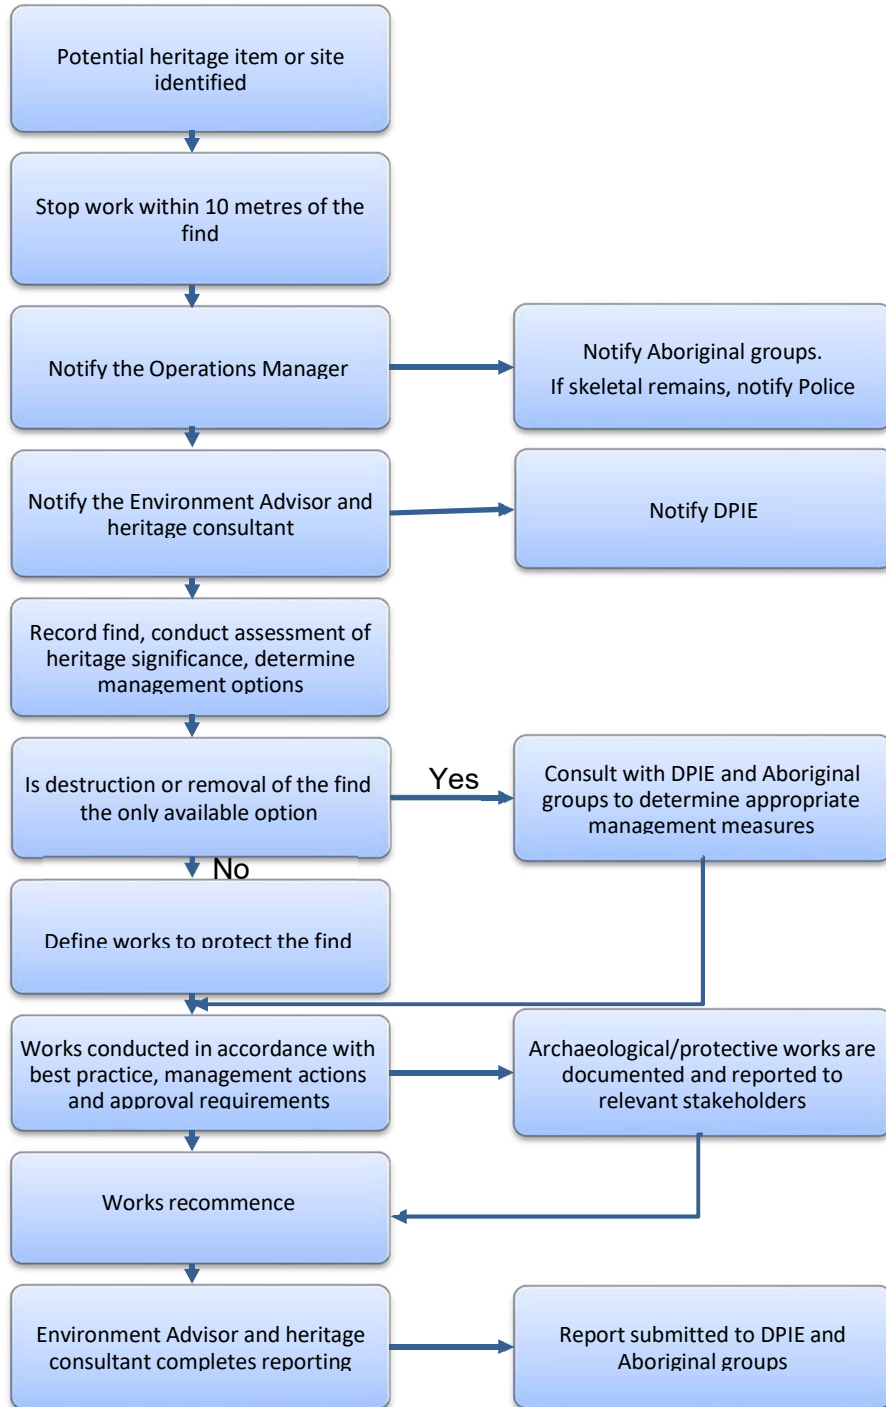 Potential heritage item or site
identified
Stop work within 10 metres of the
find
Notify the Operations Manager
Notify Aboriginal groups.
If skeletal remains, notify Police
Notify the Environment Advisor and
heritage consultant
Notify DPIE
Record find, conduct assessment of
heritage significance, determine
management options
Is destruction or removal of the find
the only available option
Yes
Consult with DPIE and Aboriginal
groups to determine appropriate
management measures
No
Define works to protect the find
Works conducted in accordance with
best practice, management actions
and approval requirements
Archaeological/protective works are
documented and reported to
relevant stakeholders
Works recommence
Environment Advisor and heritage
consultant completes reporting
Report submitted to DPIE and
Aboriginal groups